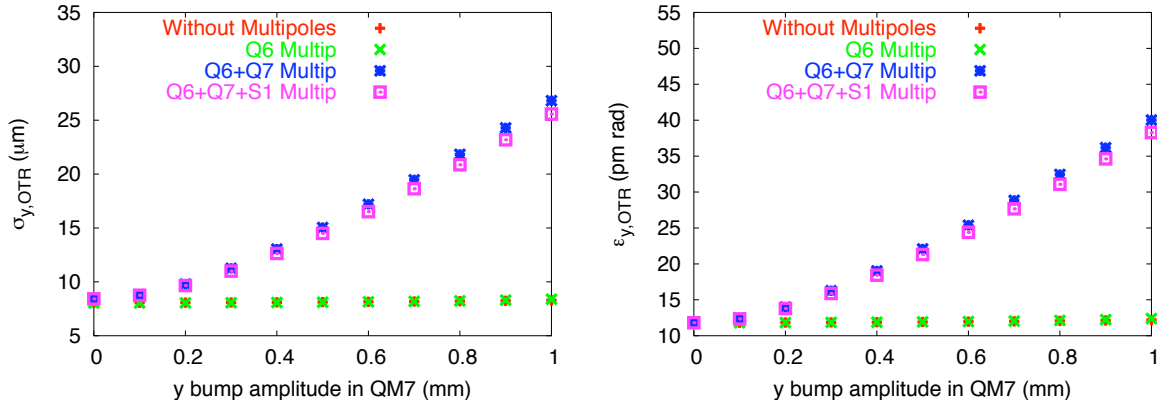 Without Multipoles
Q6 Multip
Q6+Q7 Multip
Q6+Q7+S1 Multip
σy,OTR (μm)
35
30
25
20
15
10
5
0 0.2 0.4 0.6 0.8 1
y bump amplitude in QM7 (mm)
Without Multipoles
Q6 Multip
Q6+Q7 Multip
Q6+Q7+S1 Multip
εy,OTR (pm rad)
55
50
45
40
35
30
25
20
15
10
0 0.2 0.4 0.6 0.8 1
y bump amplitude in QM7 (mm)